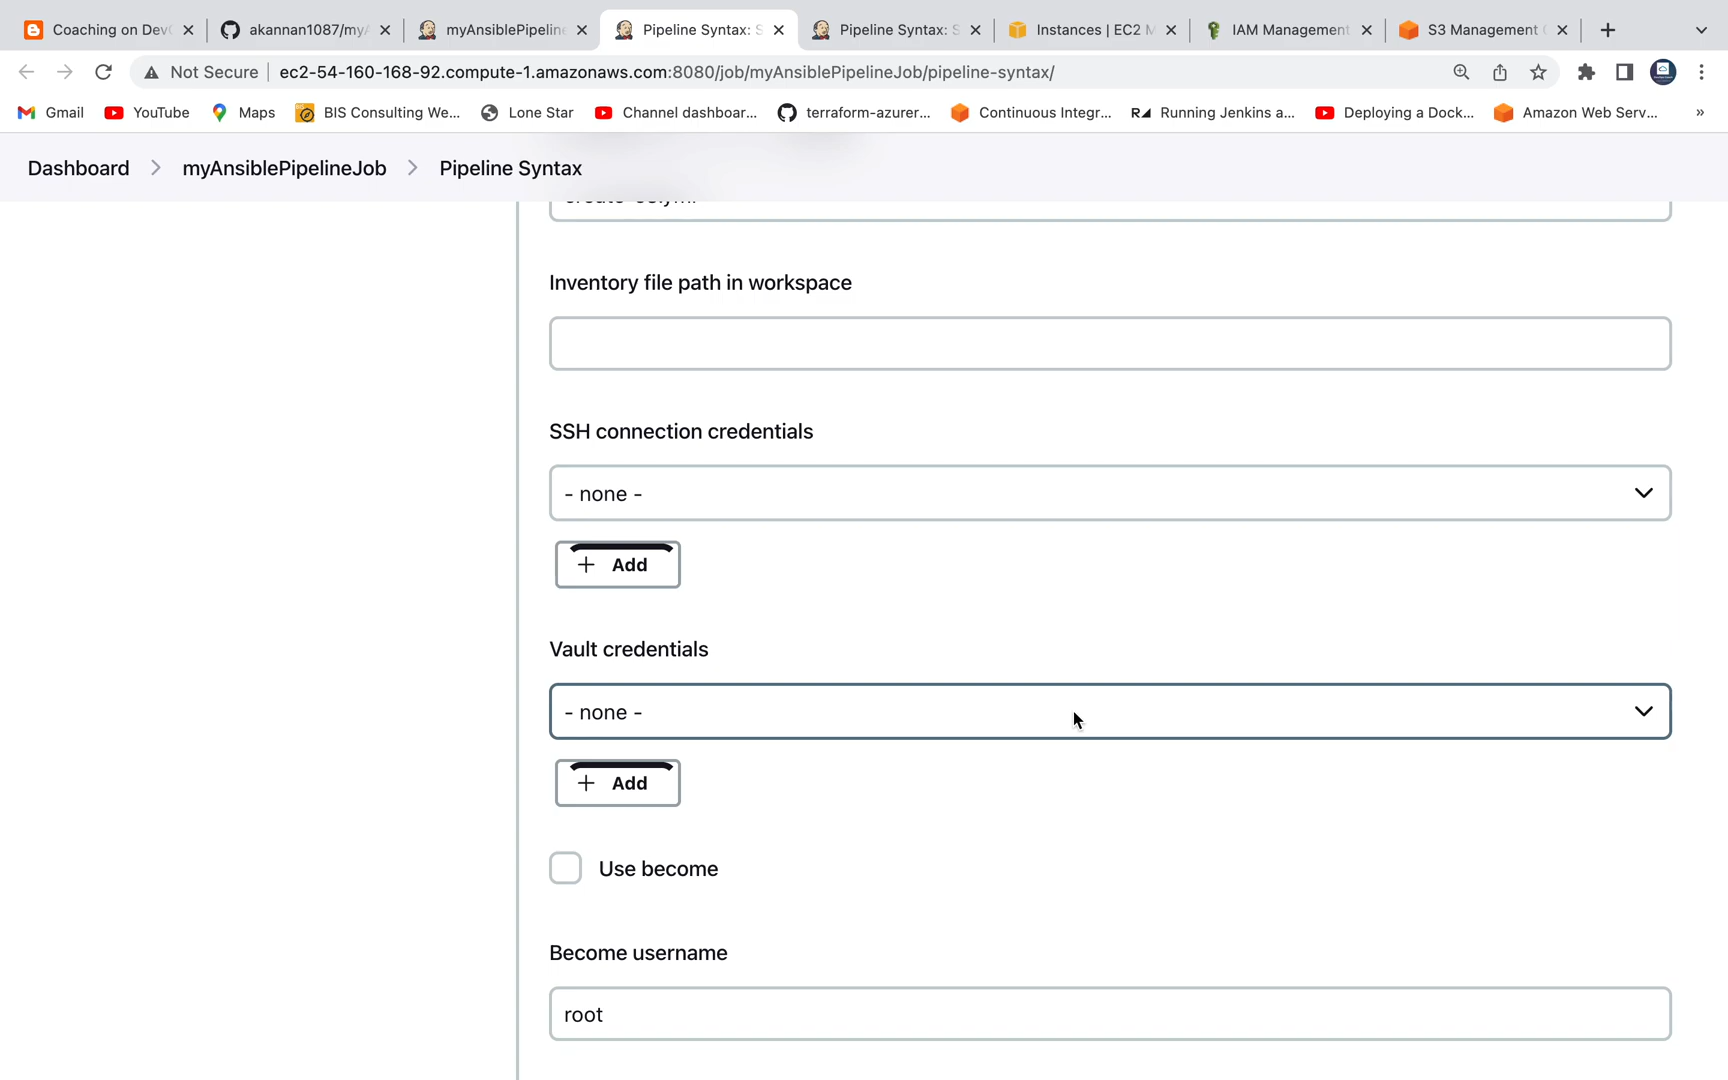 Coaching on Dev
akannan1087/my
myAnsiblePipeline
Pipeline Syntax: S
Pipeline Syntax: S
Instances | EC2 M
IAM Management
S3 Management
Not Secure
ec2-54-160-168-92.compute-1.amazonaws.com:8080/job/myAnsiblePipelineJob/pipeline-syntax/
Gmail
YouTube
Maps
BIS Consulting We...
Lone Star
Channel dashboar...
terraform-azurer...
Continuous Integr...
Running Jenkins a...
Deploying a Dock...
Amazon Web Serv...
»
Dashboard
myAnsiblePipelineJob
Pipeline Syntax
Inventory file path in workspace
SSH connection credentials
- none -
+ Add
Vault credentials
- none -
+ Add
Use become
Become username
root